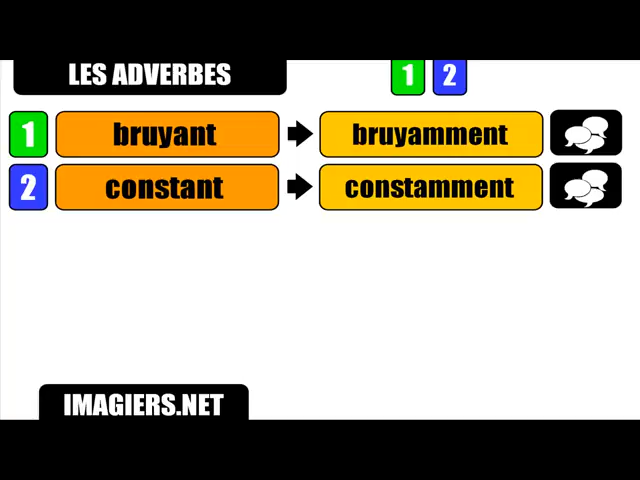 LES ADVERBES 1 2
1 bruyant bruyamment
2 constant constamment
IMAGIERS.NET